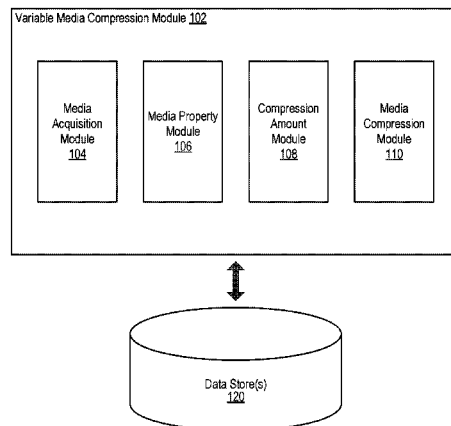 Variable Media Compression Module 102
Media
Acquisition
Module
104
Media Property
Module
106
Compression
Amount
Module
108
Media
Compression
Module
110
Data Store(s)
120